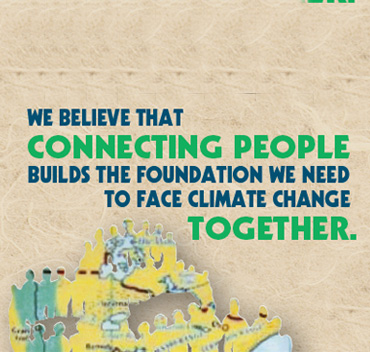 WE BELIEVE THAT
CONNECTING PEOPLE
BUILDS THE FOUNDATION WE NEED
TO FACE CLIMATE CHANGE
TOGETHER.